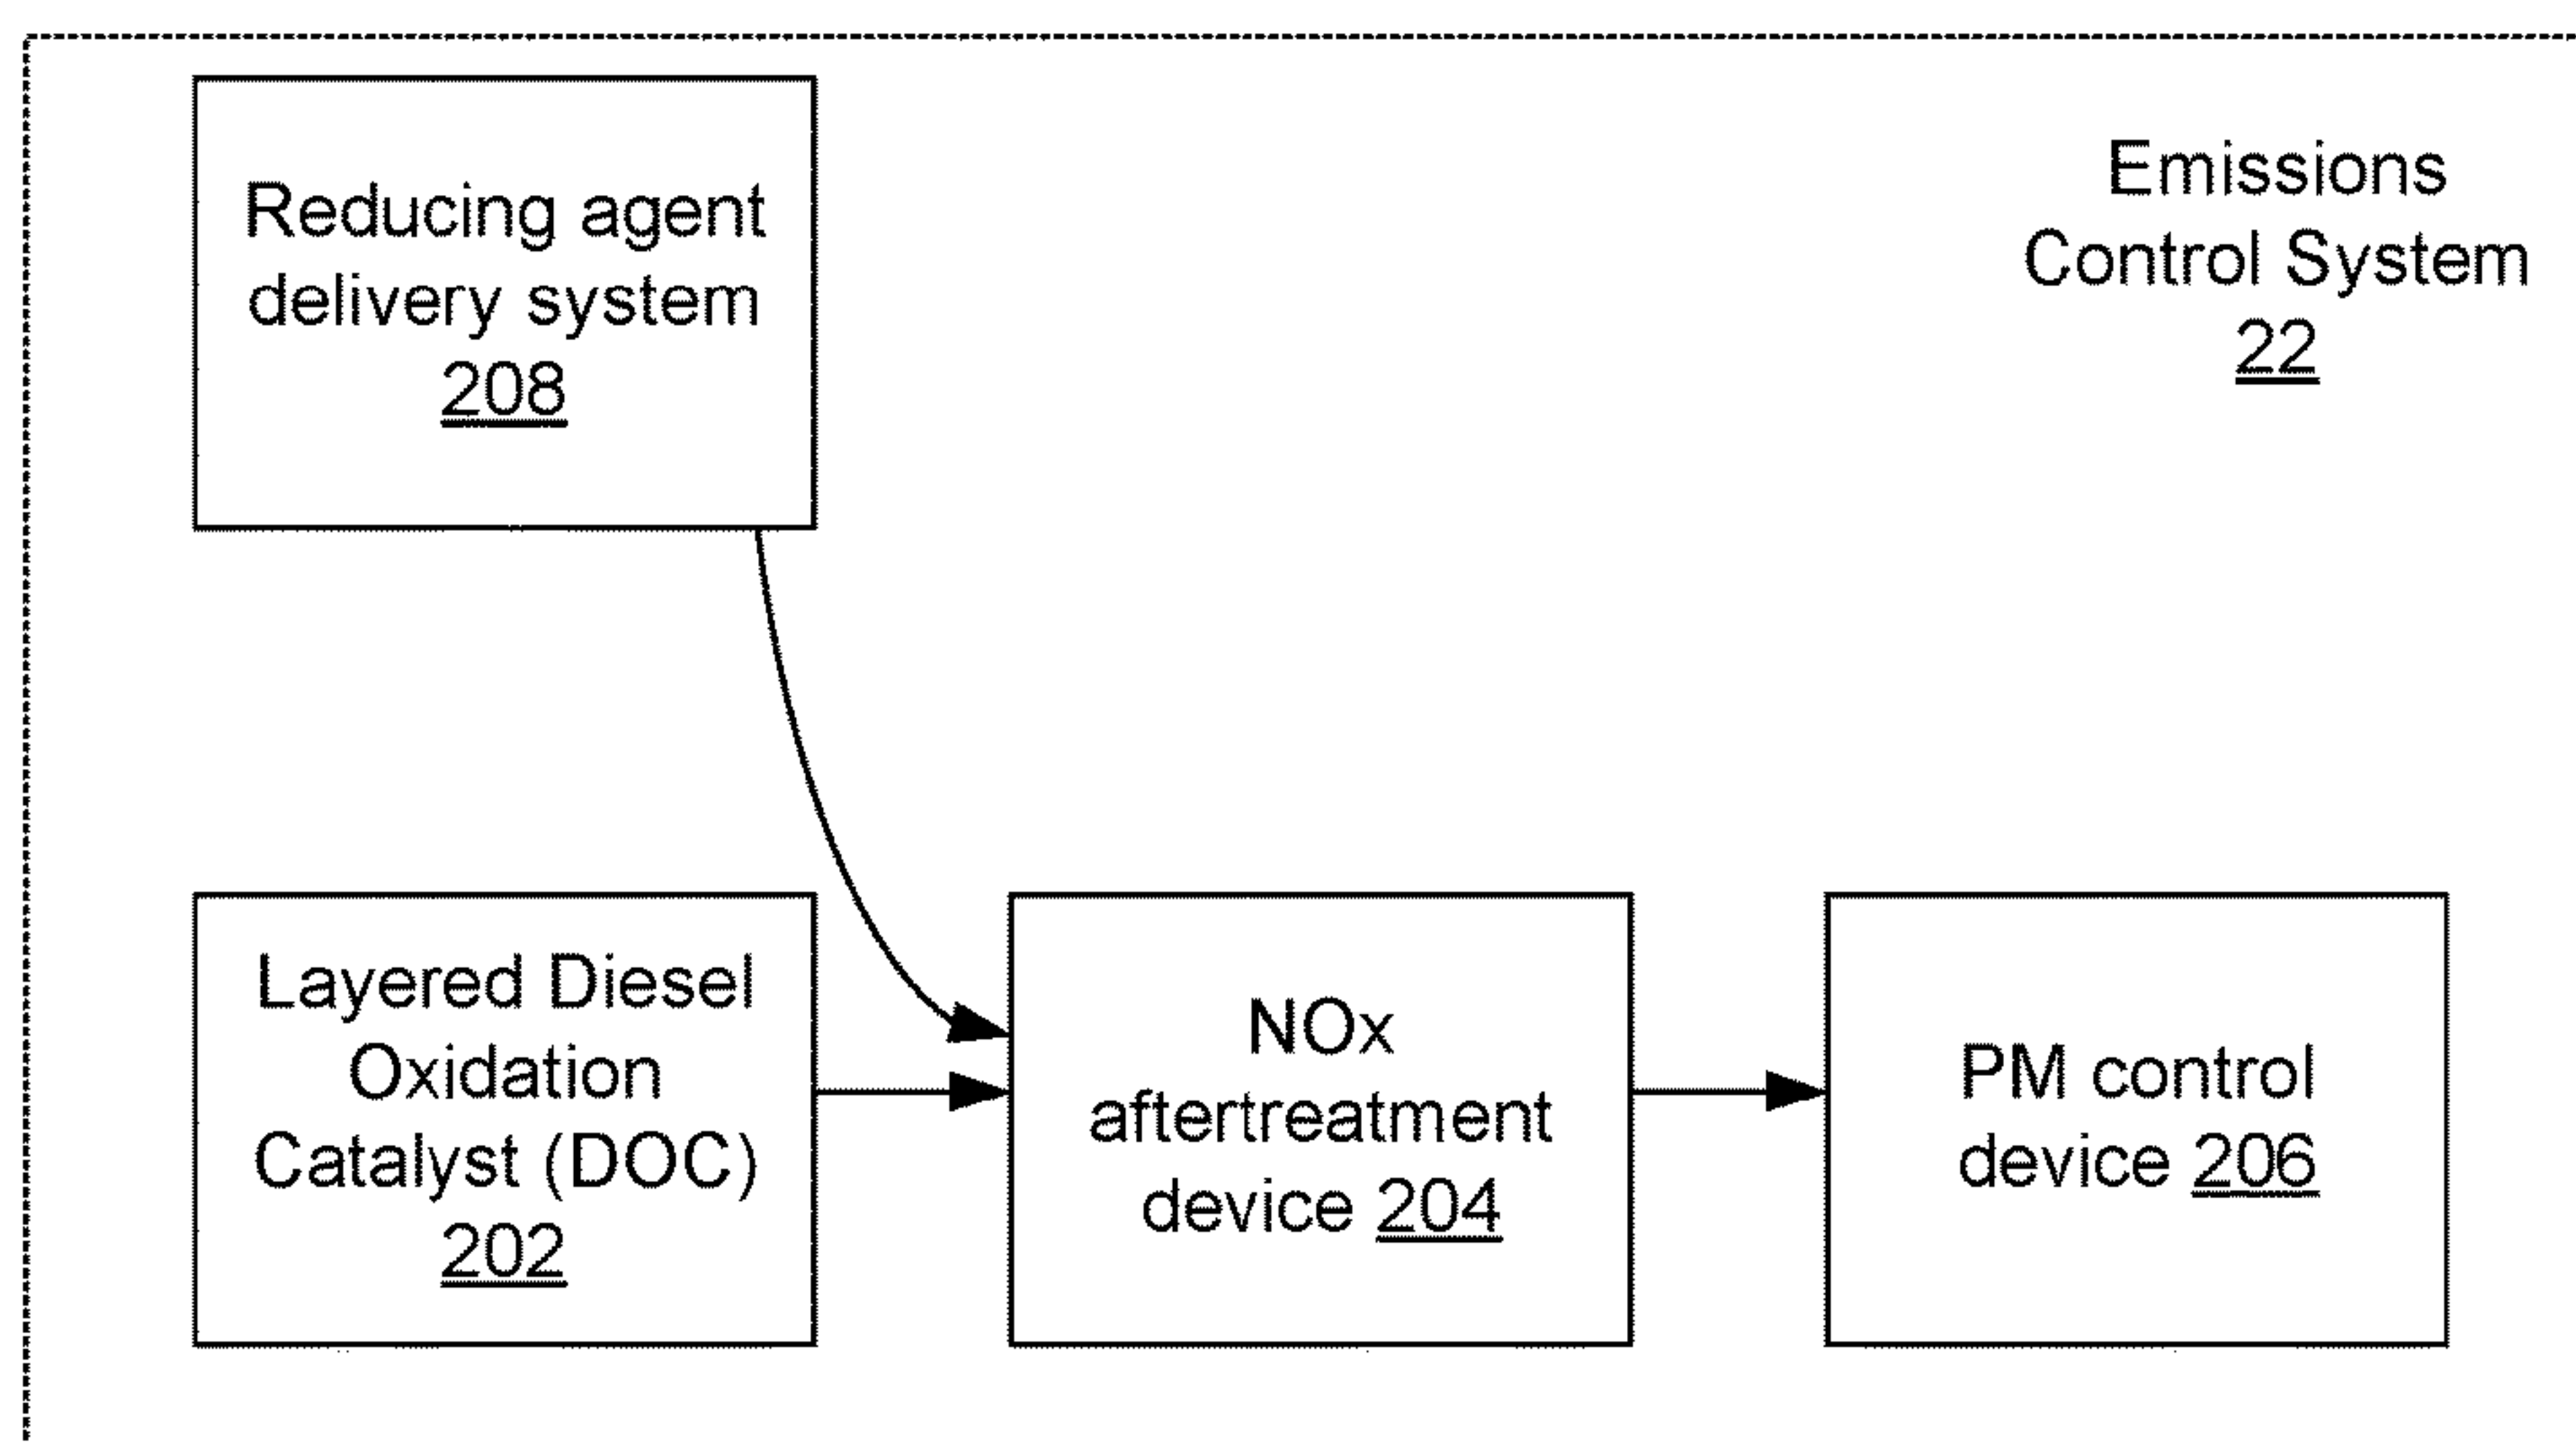 Reducing agent
delivery system
208
Emissions
Control System
22
Layered Diesel
Oxidation
Catalyst (DOC)
202
NOx
aftertreatment
device 204
PM control
device 206